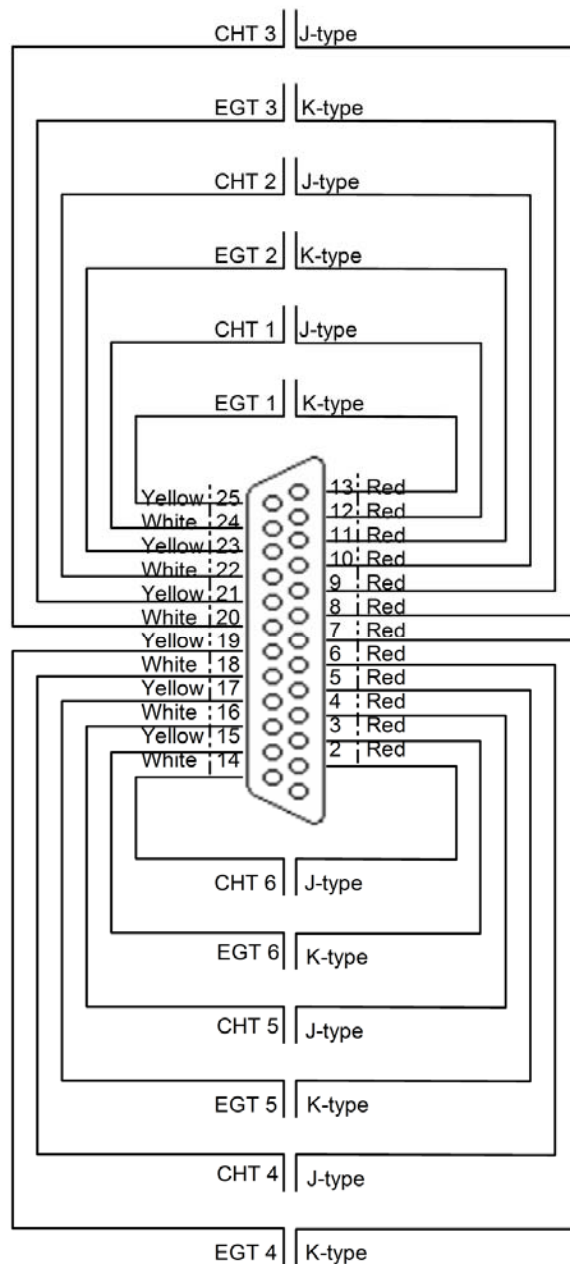 CHT 3 J-type
EGT 3 K-type
CHT 2 J-type
EGT 2 K-type
CHT 1 J-type
EGT 1 K-type
13 Red
Yellow 25
12 Red
White 24
11 Red
Yellow 23
10 Red
White 22
9 Red
Yellow 21
8 Red
White 20
7 Red
Yellow 19
6 Red
White 18
5 Red
Yellow 17
4 Red
White 16
3 Red
Yellow 15
2 Red
White 14
CHT 6 J-type
EGT 6 K-type
CHT 5 J-type
EGT 5 K-type
CHT 4 J-type
EGT 4 K-type